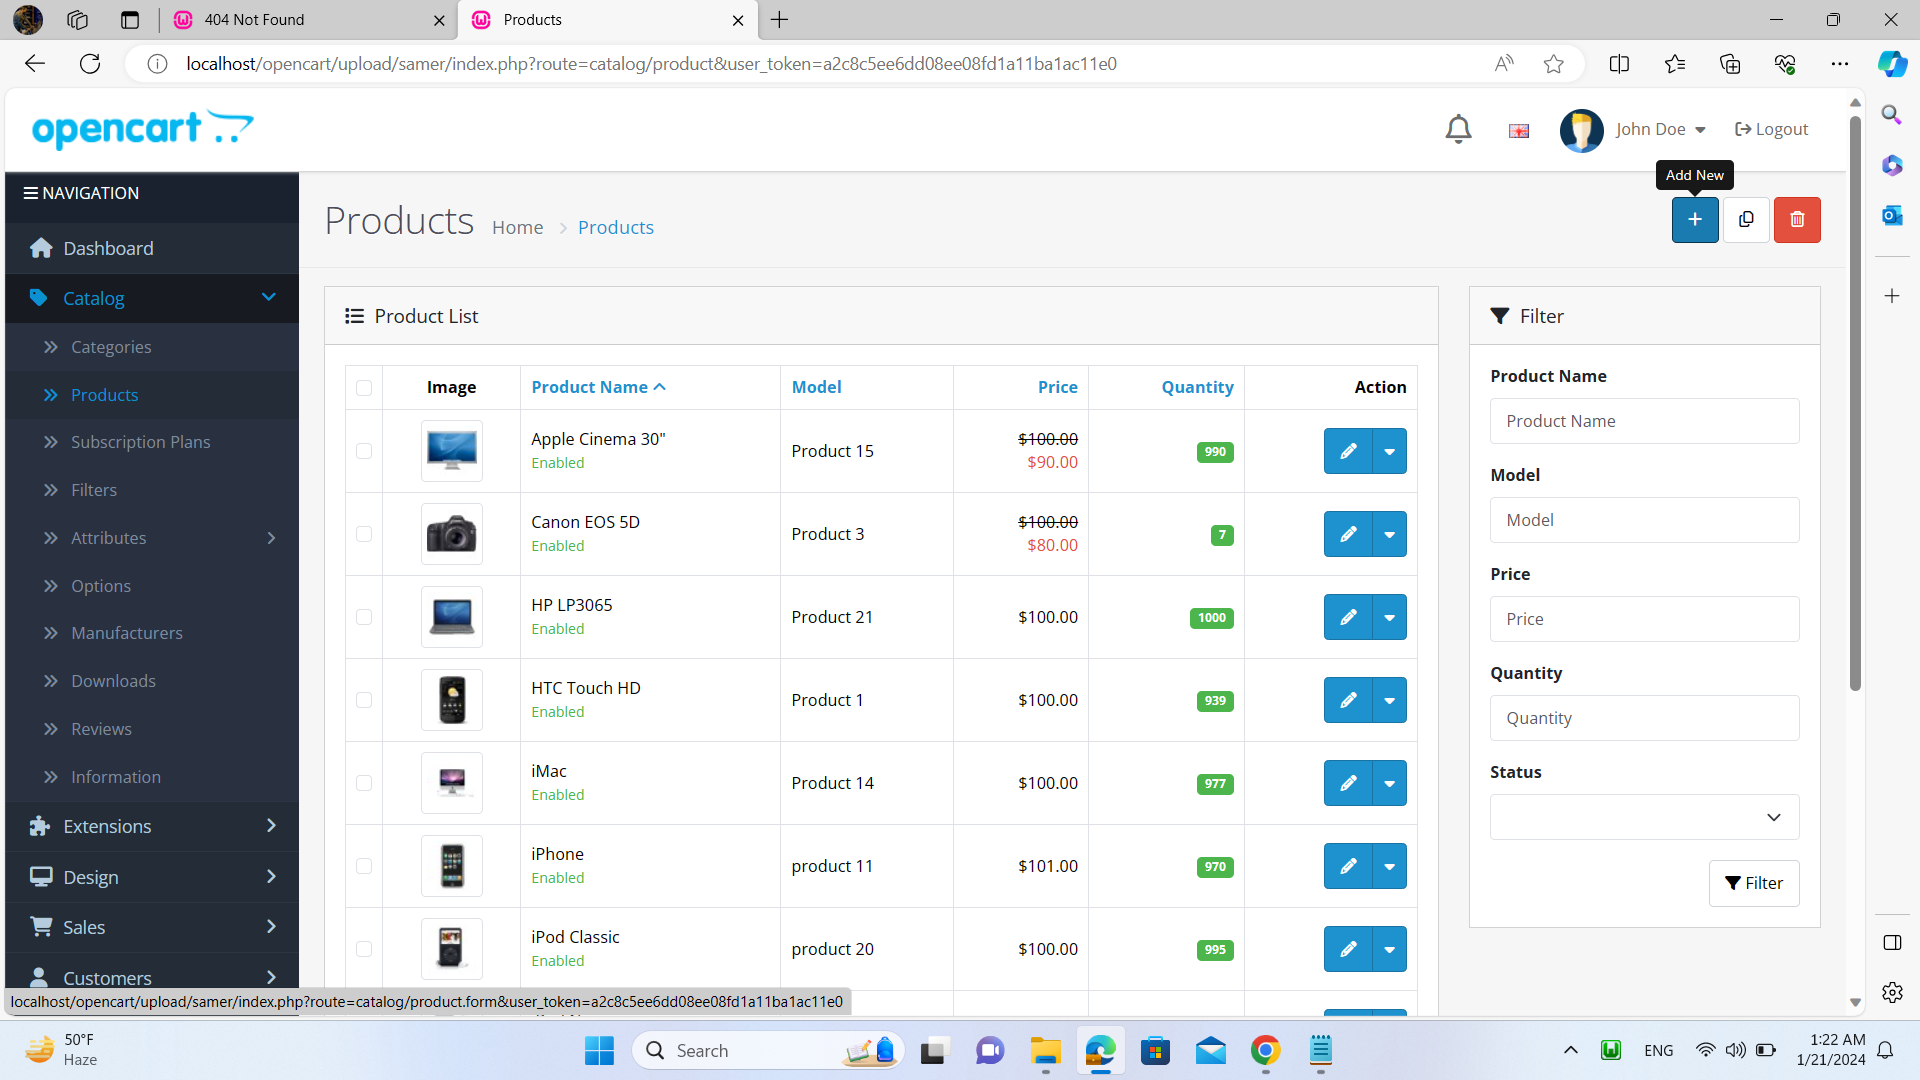 404 Not Found
Products
localhost/opencart/upload/samer/index.php?route=catalog/product&user_token=a2c8c5ee6dd08ee08fd1a11ba1ac11e0
opencart
John Doe
Logout
Add New
NAVIGATION
Dashboard
Catalog
Categories
Products
Subscription Plans
Filters
Attributes
Options
Manufacturers
Downloads
Reviews
Information
Extensions
Design
Sales
Customers
Products Home > Products
Product List
Image Product Name Model Price Quantity Action
Apple Cinema 30" Product 15 $100.00 990
Enabled $90.00
Canon EOS 5D Product 3 $100.00 7
Enabled $80.00
HP LP3065 Product 21 $100.00 1000
Enabled
HTC Touch HD Product 1 $100.00 939
Enabled
iMac Product 14 $100.00 977
Enabled
iPhone product 11 $101.00 970
Enabled
iPod Classic product 20 $100.00 995
Enabled
Filter
Product Name
Product Name
Model
Model
Price
Price
Quantity
Quantity
Status
Filter
localhost/opencart/upload/samer/index.php?route=catalog/product.form&user_token=a2c8c5ee6dd08ee08fd1a11ba1ac11e0
50°F
Haze
Search
ENG
1:22 AM
1/21/2024